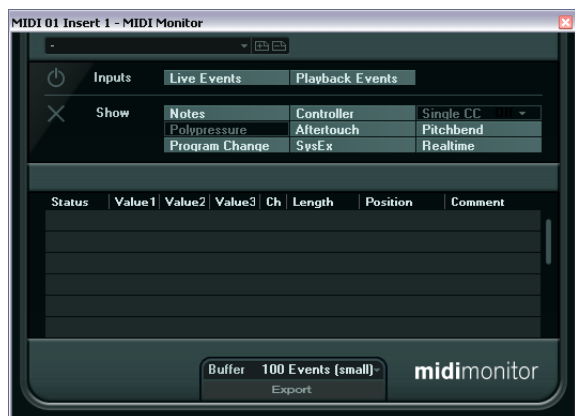 MIDI 01 Insert 1 - MIDI Monitor
-
Inputs Live Events Playback Events
Show Notes Controller Single CC
Polypressure Aftertouch Pitchbend
Program Change SysEx Realtime
Status Value1 Value2 Value3 Ch Length Position Comment
Buffer 100 Events (small)
Export
midimonitor